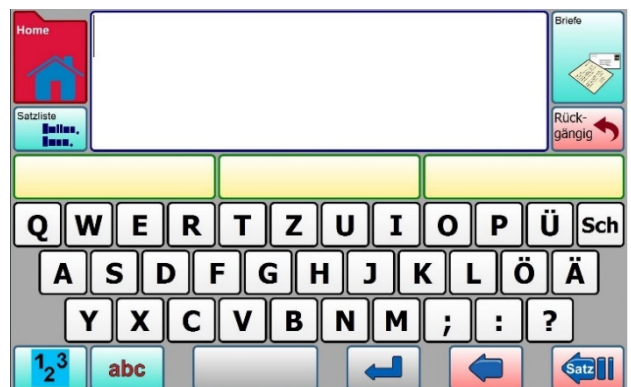 Home
Briefe
Satzliste
Rück-
gängig
Q W E R T Z U I O P Ü Sch
A S D F G H J K L Ö Ä
Y X C V B N M ; : ?
123 abc Satz